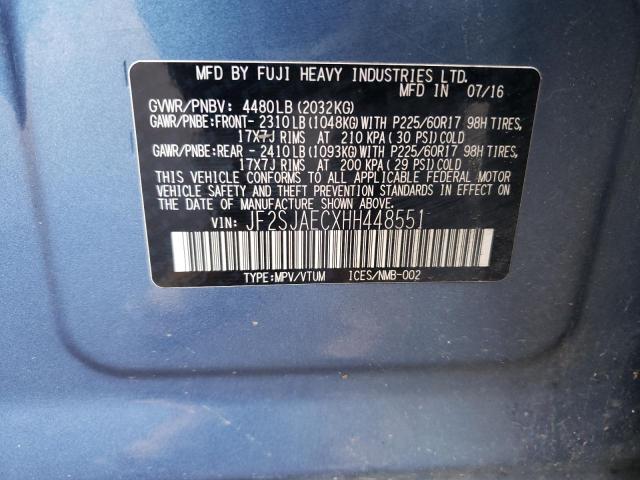 MFD BY FUJI HEAVY INDUSTRIES LTD.
MFD IN 07/16
GVWR/PNBV: 4480LB (2032KG)
GAWR/PNBE:FRONT- 2310LB (1048KG) WITH P225/60R17 98H TIRES,
17X7J RIMS AT 210 KPA (30 PSI) COLD
GAWR/PNBE:REAR - 2410LB (1093KG) WITH P225/60R17 98H TIRES,
17X7J RIMS AT 200 KPA (29 PSI) COLD
THIS VEHICLE CONFORMS TO ALL APPLICABLE FEDERAL MOTOR
VEHICLE SAFETY AND THEFT PREVENTION STANDARDS IN EFFECT
ON THE DATE OF MANUFACTURE SHOWN ABOVE.
VIN: JF2SJAECXHH448551
TYPE:MPV/VTUM ICES/NMB-002